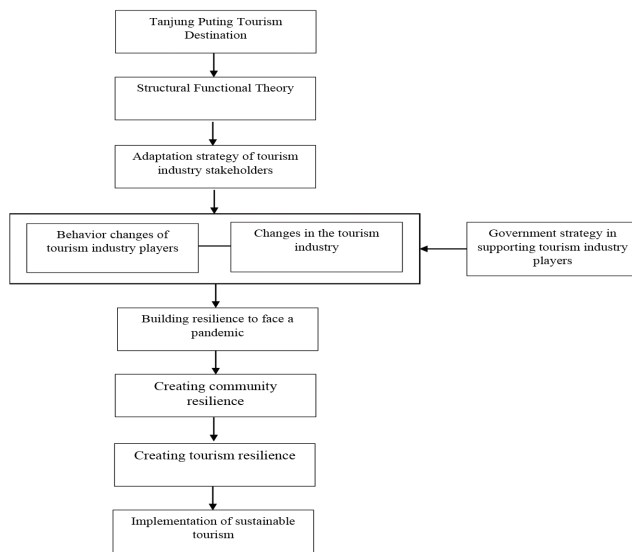 Tanjung Puting Tourism
Destination
Structural Functional Theory
Adaptation strategy of tourism
industry stakeholders
Behavior changes of
tourism industry players
Changes in the tourism
industry
Government strategy in
supporting tourism industry
players
Building resilience to face a
pandemic
Creating community
resilience
Creating tourism resilience
Implementation of sustainable
tourism